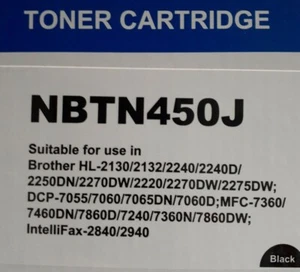 TONER CARTRIDGE
NBTN450J
Suitable for use in
Brother HL-2130/2132/2240/2240D/
2250DN/2270DW/2220/2270DW/2275DW;
DCP-7055/7060/7065DN/7060D;MFC-7360/
7460DN/7860D/7240/7360N/7860DW;
IntelliFax-2840/2940
Black